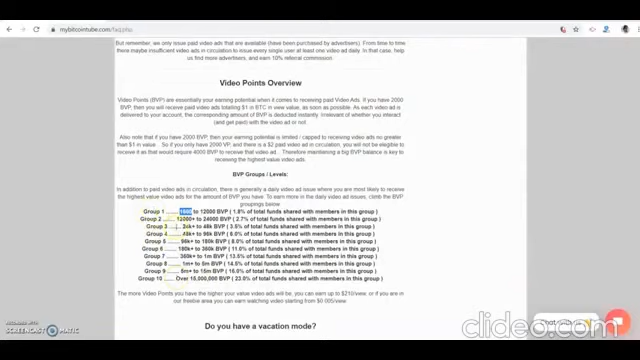 mybitcointube.com/faq.php
But remember, we only issue paid video ads that are available (have been purchased by advertisers). From time to time
there maybe insufficient video ads in circulation to issue every single user at least one video ad daily. In that case, help
us find more advertisers, and earn 10% referral commission.
Video Points Overview
Video Points (BVP) are essentially your earning potential when it comes to receiving paid Video Ads. If you have 2000
BVP, then you will receive paid video ads totalling $1 in BTC in view value, as soon as possible. As each video ad is
delivered to your account, the corresponding amount of BVP is deducted instantly. Irrelevant of whether you interact
(and get paid) with the video ad or not.
Also note that if you have 2000 BVP, then your earning potential is limited / capped to receiving video ads no greater
than $1 in value... So if you only have 2000 VP, and there is a $2 paid video ad in circulation, you will not be elegible to
receive it as that would require 4000 BVP to receive that video ad... Therefore maintaining a big BVP balance is key to
receiving the highest value video ads.
BVP Groups / Levels:
In addition to paid video ads in circulation, there is generally a daily video ad issue where you are most likely to receive
the highest value video ads for the amount of BVP you have. To earn more in the daily video ad issues, climb the BVP
groupings below
Group 1 ........ to 12000 BVP ( 1.8% of total funds shared with members in this group )
Group 2 ........ 12000+ to 24000 BVP ( 2.7% of total funds shared with members in this group )
Group 3 ........ 24k+ to 48k BVP ( 3.5% of total funds shared with members in this group )
Group 4 ........ 48k+ to 96k BVP ( 6.0% of total funds shared with members in this group )
Group 5 ........ 96k+ to 180k BVP ( 8.0% of total funds shared with members in this group )
Group 6 ........ 180k+ to 360k BVP ( 11.0% of total funds shared with members in this group )
Group 7 ........ 360k+ to 1m BVP ( 13.5% of total funds shared with members in this group )
Group 8 ........ 1m+ to 5m BVP ( 14.5% of total funds shared with members in this group )
Group 9 ........ 5m+ to 15m BVP ( 16.0% of total funds shared with members in this group )
Group 10 ........ Over 15,000,000 BVP ( 23.0% of total funds shared with members in this group )
The more Video Points you have the higher your value video ads will be, you can earn up to $210/view, or if you are in
our freebie area you can earn watching video starting from $0.005/view
Do you have a vacation mode?
RECORDED WITH
SCREENCAST MATIC
clideo.com